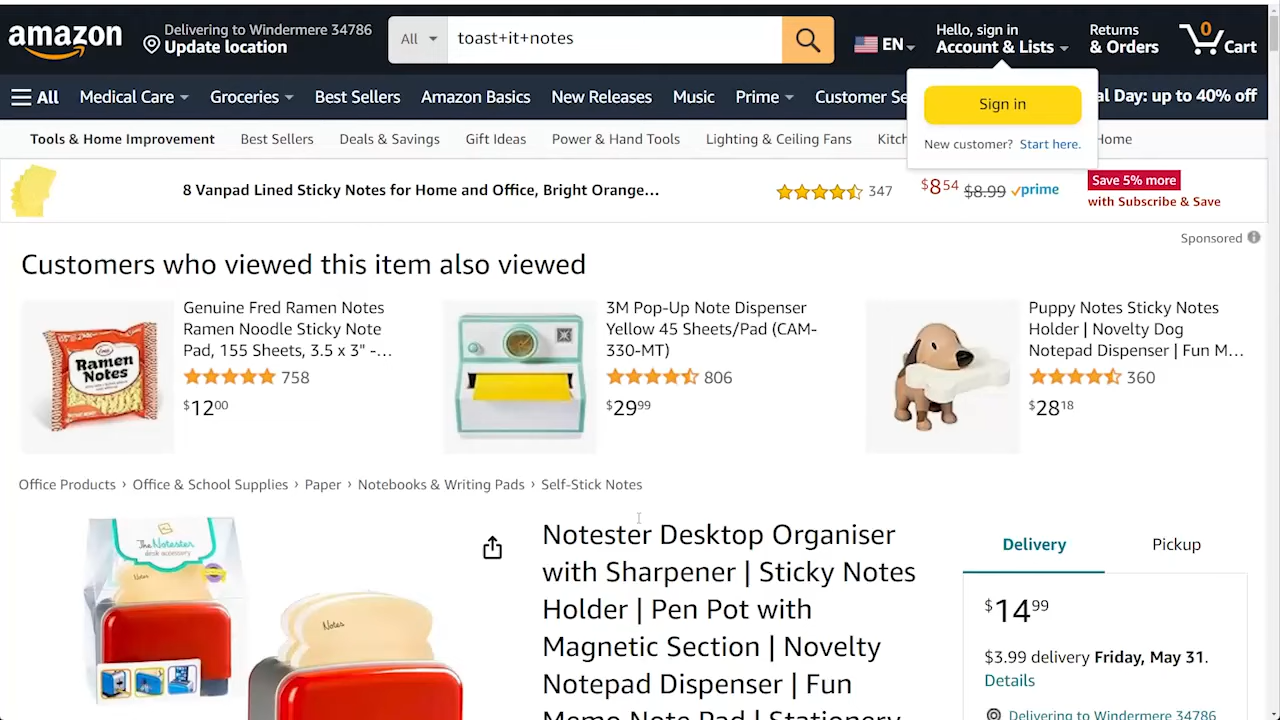 amazon
Delivering to Windermere 34786
Update location
All
toast+it+notes
EN
Hello, sign in
Account & Lists
Returns
& Orders
0
Cart
All
Medical Care
Groceries
Best Sellers
Amazon Basics
New Releases
Music
Prime
Customer Se
al Day: up to 40% off
Sign in
New customer? Start here.
Tools & Home Improvement
Best Sellers
Deals & Savings
Gift Ideas
Power & Hand Tools
Lighting & Ceiling Fans
Kitch
Home
8 Vanpad Lined Sticky Notes for Home and Office, Bright Orange…
347
$8 54 $8.99 prime
Save 5% more
with Subscribe & Save
Sponsored
Customers who viewed this item also viewed
Ramen
Notes
Genuine Fred Ramen Notes
Ramen Noodle Sticky Note
Pad, 155 Sheets, 3.5 x 3" -…
758
$12 00
3M Pop-Up Note Dispenser
Yellow 45 Sheets/Pad (CAM-
330-MT)
806
$29 99
Puppy Notes Sticky Notes
Holder | Novelty Dog
Notepad Dispenser | Fun M…
360
$28 18
Office Products › Office & School Supplies › Paper › Notebooks & Writing Pads › Self-Stick Notes
The Notester
desk accessory
Notes
Notes
Notester Desktop Organiser
with Sharpener | Sticky Notes
Holder | Pen Pot with
Magnetic Section | Novelty
Notepad Dispenser | Fun
Memo Note Pad | Stationery
Delivery
Pickup
$14 99
$3.99 delivery Friday, May 31.
Details
Delivering to Windermere 34786